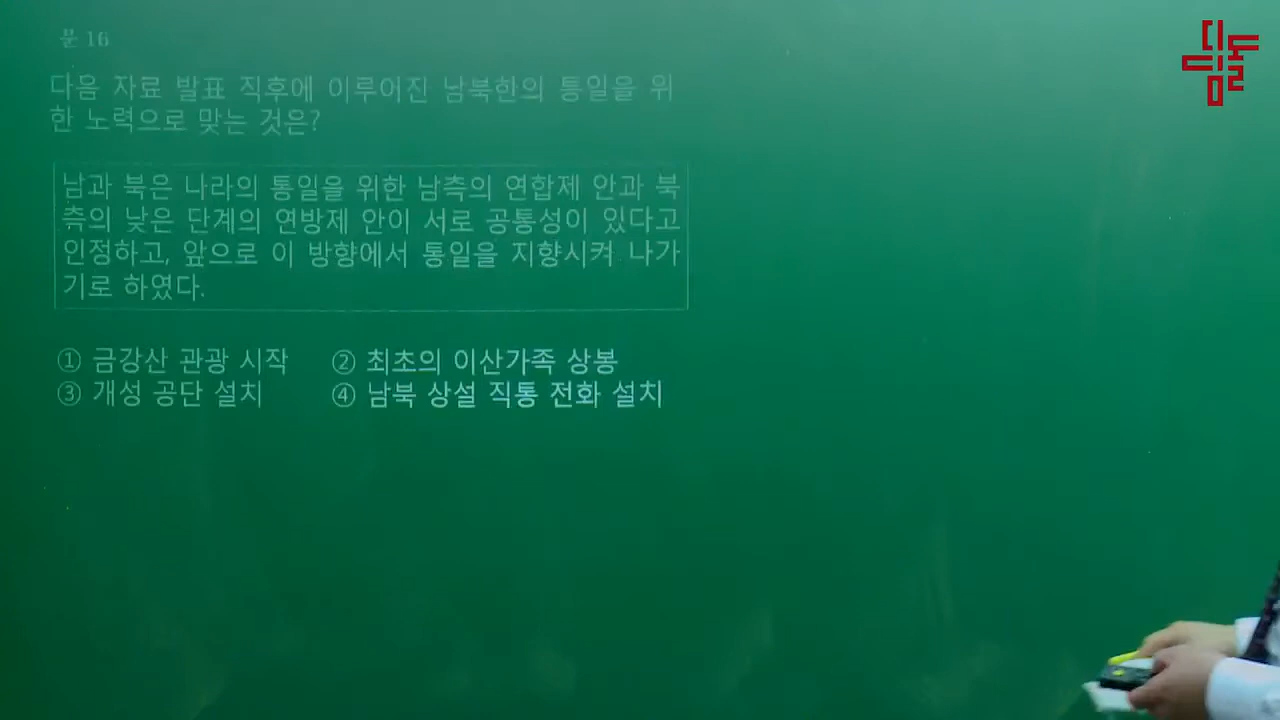 문 16
다음 자료 발표 직후에 이루어진 남북한의 통일을 위
한 노력으로 맞는 것은?
남과 북은 나라의 통일을 위한 남측의 연합제 안과 북
측의 낮은 단계의 연방제 안이 서로 공통성이 있다고
인정하고, 앞으로 이 방향에서 통일을 지향시켜 나가
기로 하였다.
① 금강산 관광 시작 ② 최초의 이산가족 상봉
③ 개성 공단 설치 ④ 남북 상설 직통 전화 설치